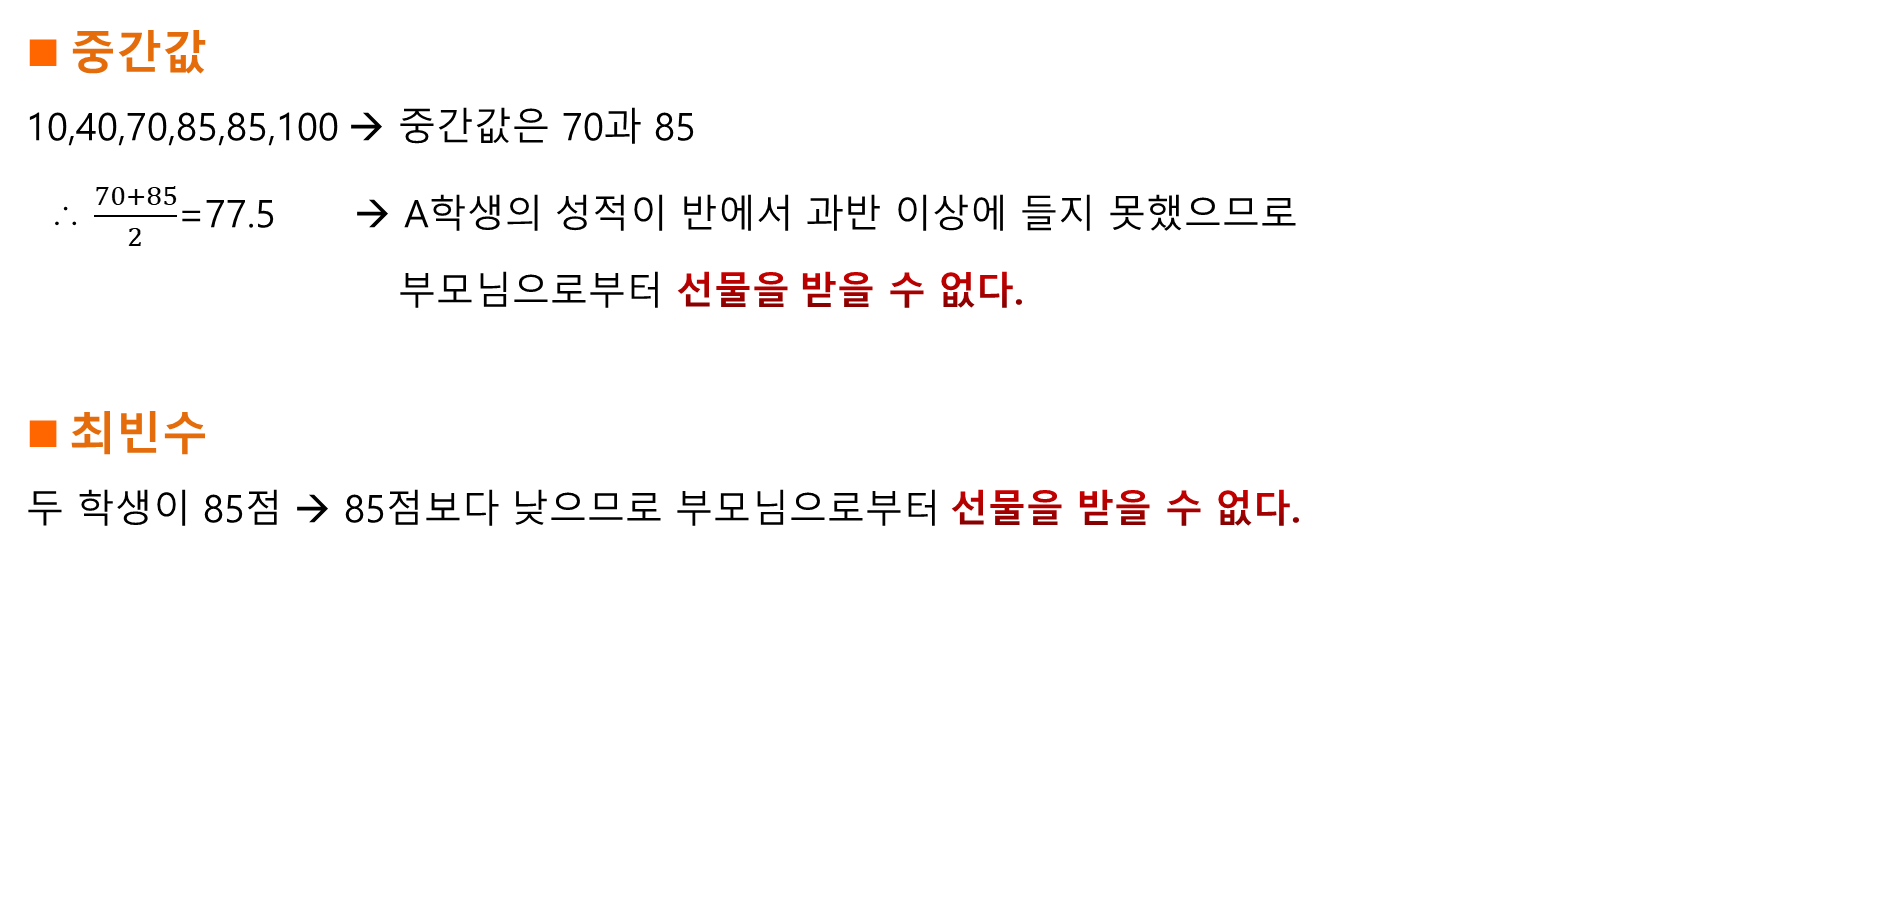 ■ 중간값
10,40,70,85,85,100 → 중간값은 70과 85
∴ \frac{70+85}{2}=77.5 → A학생의 성적이 반에서 과반 이상에 들지 못했으므로
부모님으로부터 선물을 받을 수 없다.
■ 최빈수
두 학생이 85점 → 85점보다 낮으므로 부모님으로부터 선물을 받을 수 없다.